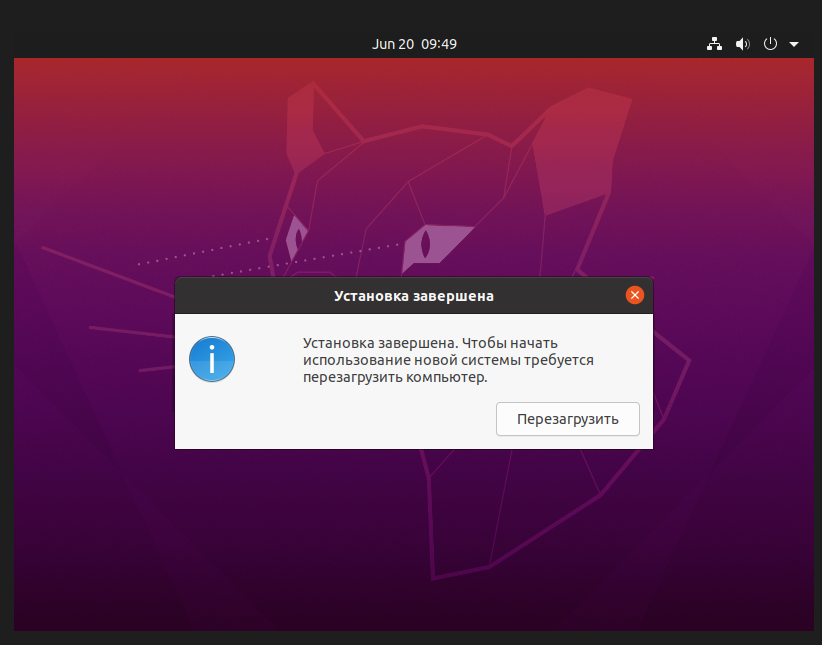 Jun 20 09:49
Установка завершена
Установка завершена. Чтобы начать
использование новой системы требуется
перезагрузить компьютер.
Перезагрузить